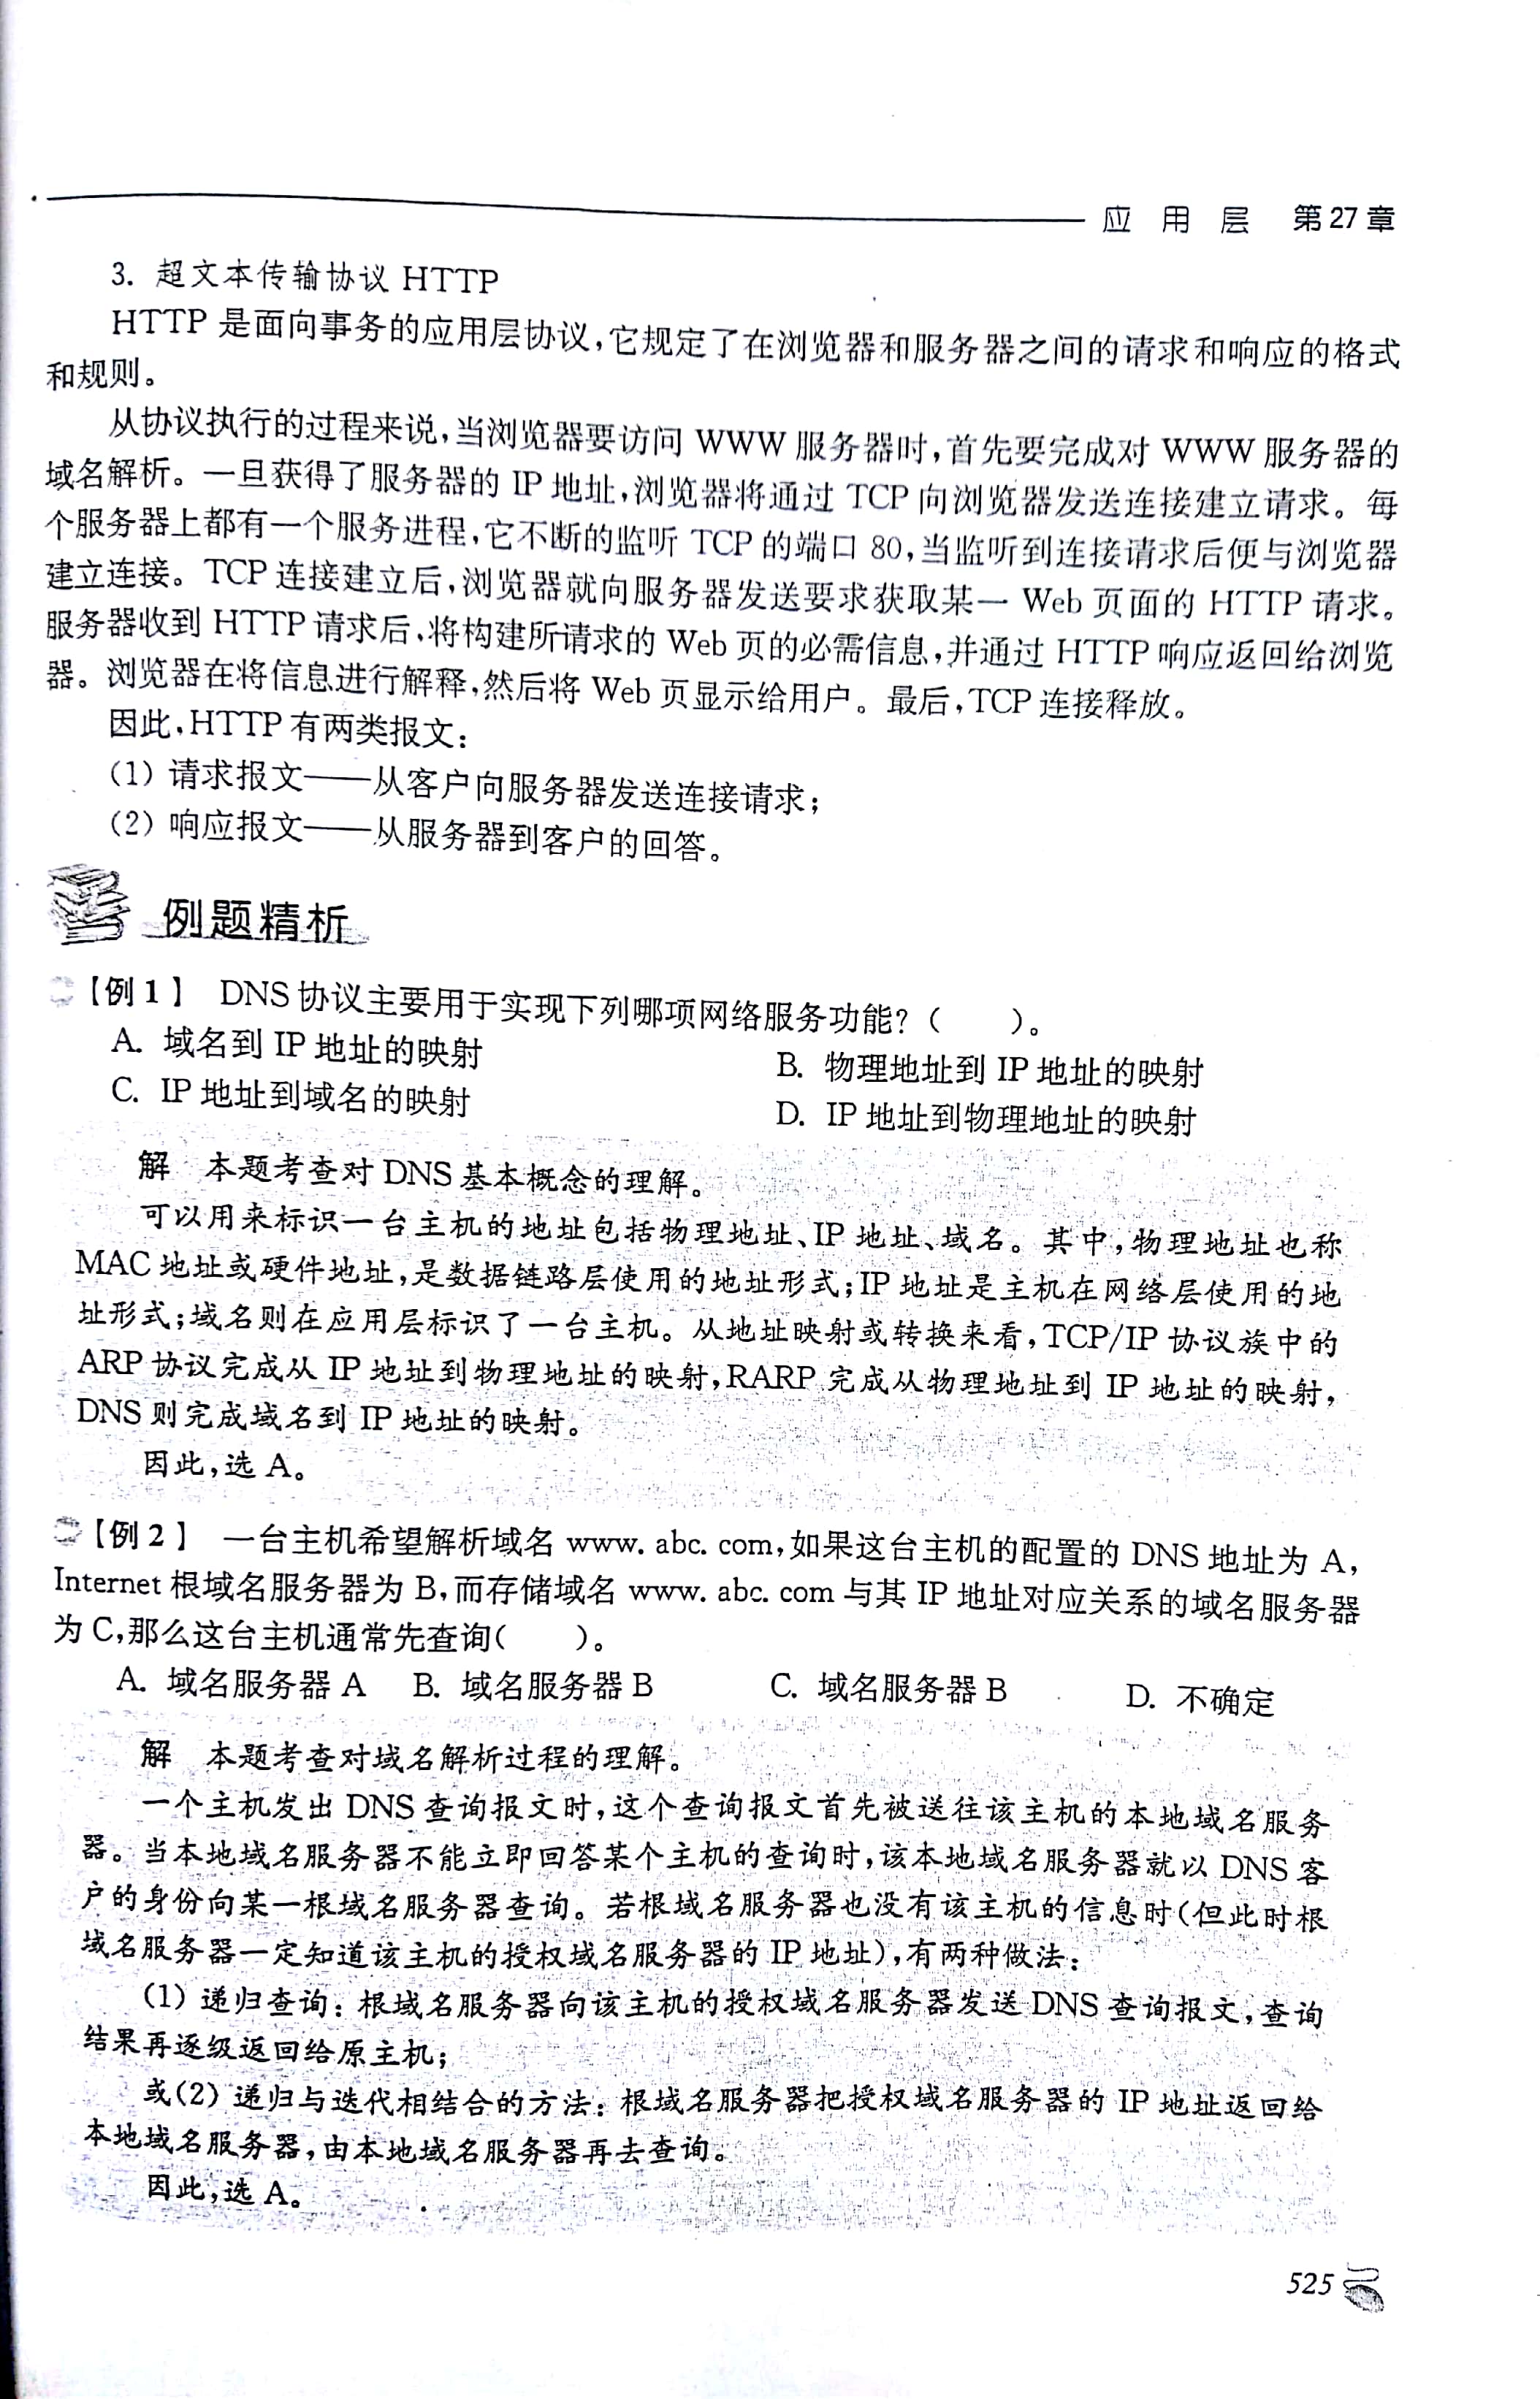 应用层 第27章
3. 超文本传输协议 HTTP
HTTP 是面向事务的应用层协议,它规定了在浏览器和服务器之间的请求和响应的格式
和规则。
从协议执行的过程来说,当浏览器要访问 WWW 服务器时,首先要完成对 WWW 服务器的
域名解析。一旦获得了服务器的 IP 地址,浏览器将通过 TCP 向浏览器发送连接建立请求。每
个服务器上都有一个服务进程,它不断的监听 TCP 的端口 80,当监听到连接请求后便与浏览器
建立连接。TCP 连接建立后,浏览器就向服务器发送要求获取某一 Web 页面的 HTTP 请求。
服务器收到 HTTP 请求后,将构建所请求的 Web 页的必需信息,并通过 HTTP 响应返回给浏览
器。浏览器在将信息进行解释,然后将 Web 页显示给用户。最后,TCP 连接释放。
因此,HTTP 有两类报文:
(1) 请求报文——从客户向服务器发送连接请求;
(2) 响应报文——从服务器到客户的回答。
例题精析
【例 1】 DNS 协议主要用于实现下列哪项网络服务功能?( )。
A. 域名到 IP 地址的映射 B. 物理地址到 IP 地址的映射
C. IP 地址到域名的映射 D. IP 地址到物理地址的映射
解 本题考查对 DNS 基本概念的理解。
可以用来标识一台主机的地址包括物理地址、IP 地址、域名。其中,物理地址也称
MAC 地址或硬件地址,是数据链路层使用的地址形式;IP 地址是主机在网络层使用的地
址形式;域名则在应用层标识了一台主机。从地址映射或转换来看,TCP/IP 协议族中的
ARP 协议完成从 IP 地址到物理地址的映射,RARP 完成从物理地址到 IP 地址的映射,
DNS 则完成域名到 IP 地址的映射。
因此,选 A。
【例 2】 一台主机希望解析域名 www. abc. com,如果这台主机的配置的 DNS 地址为 A,
Internet 根域名服务器为 B,而存储域名 www. abc. com 与其 IP 地址对应关系的域名服务器
为 C,那么这台主机通常先查询( )。
A. 域名服务器 A B. 域名服务器 B C. 域名服务器 B D. 不确定
解 本题考查对域名解析过程的理解。
一个主机发出 DNS 查询报文时,这个查询报文首先被送往该主机的本地域名服务
器。当本地域名服务器不能立即回答某个主机的查询时,该本地域名服务器就以 DNS 客
户的身份向某一根域名服务器查询。若根域名服务器也没有该主机的信息时(但此时根
域名服务器一定知道该主机的授权域名服务器的 IP 地址),有两种做法:
(1) 递归查询:根域名服务器向该主机的授权域名服务器发送 DNS 查询报文,查询
结果再逐级返回给原主机;
或(2) 递归与迭代相结合的方法:根域名服务器把授权域名服务器的 IP 地址返回给
本地域名服务器,由本地域名服务器再去查询。
因此,选 A。
525